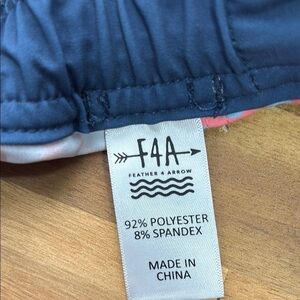 F4A
FEATHER 4 ARROW
92% POLYESTER
8% SPANDEX
MADE IN
CHINA